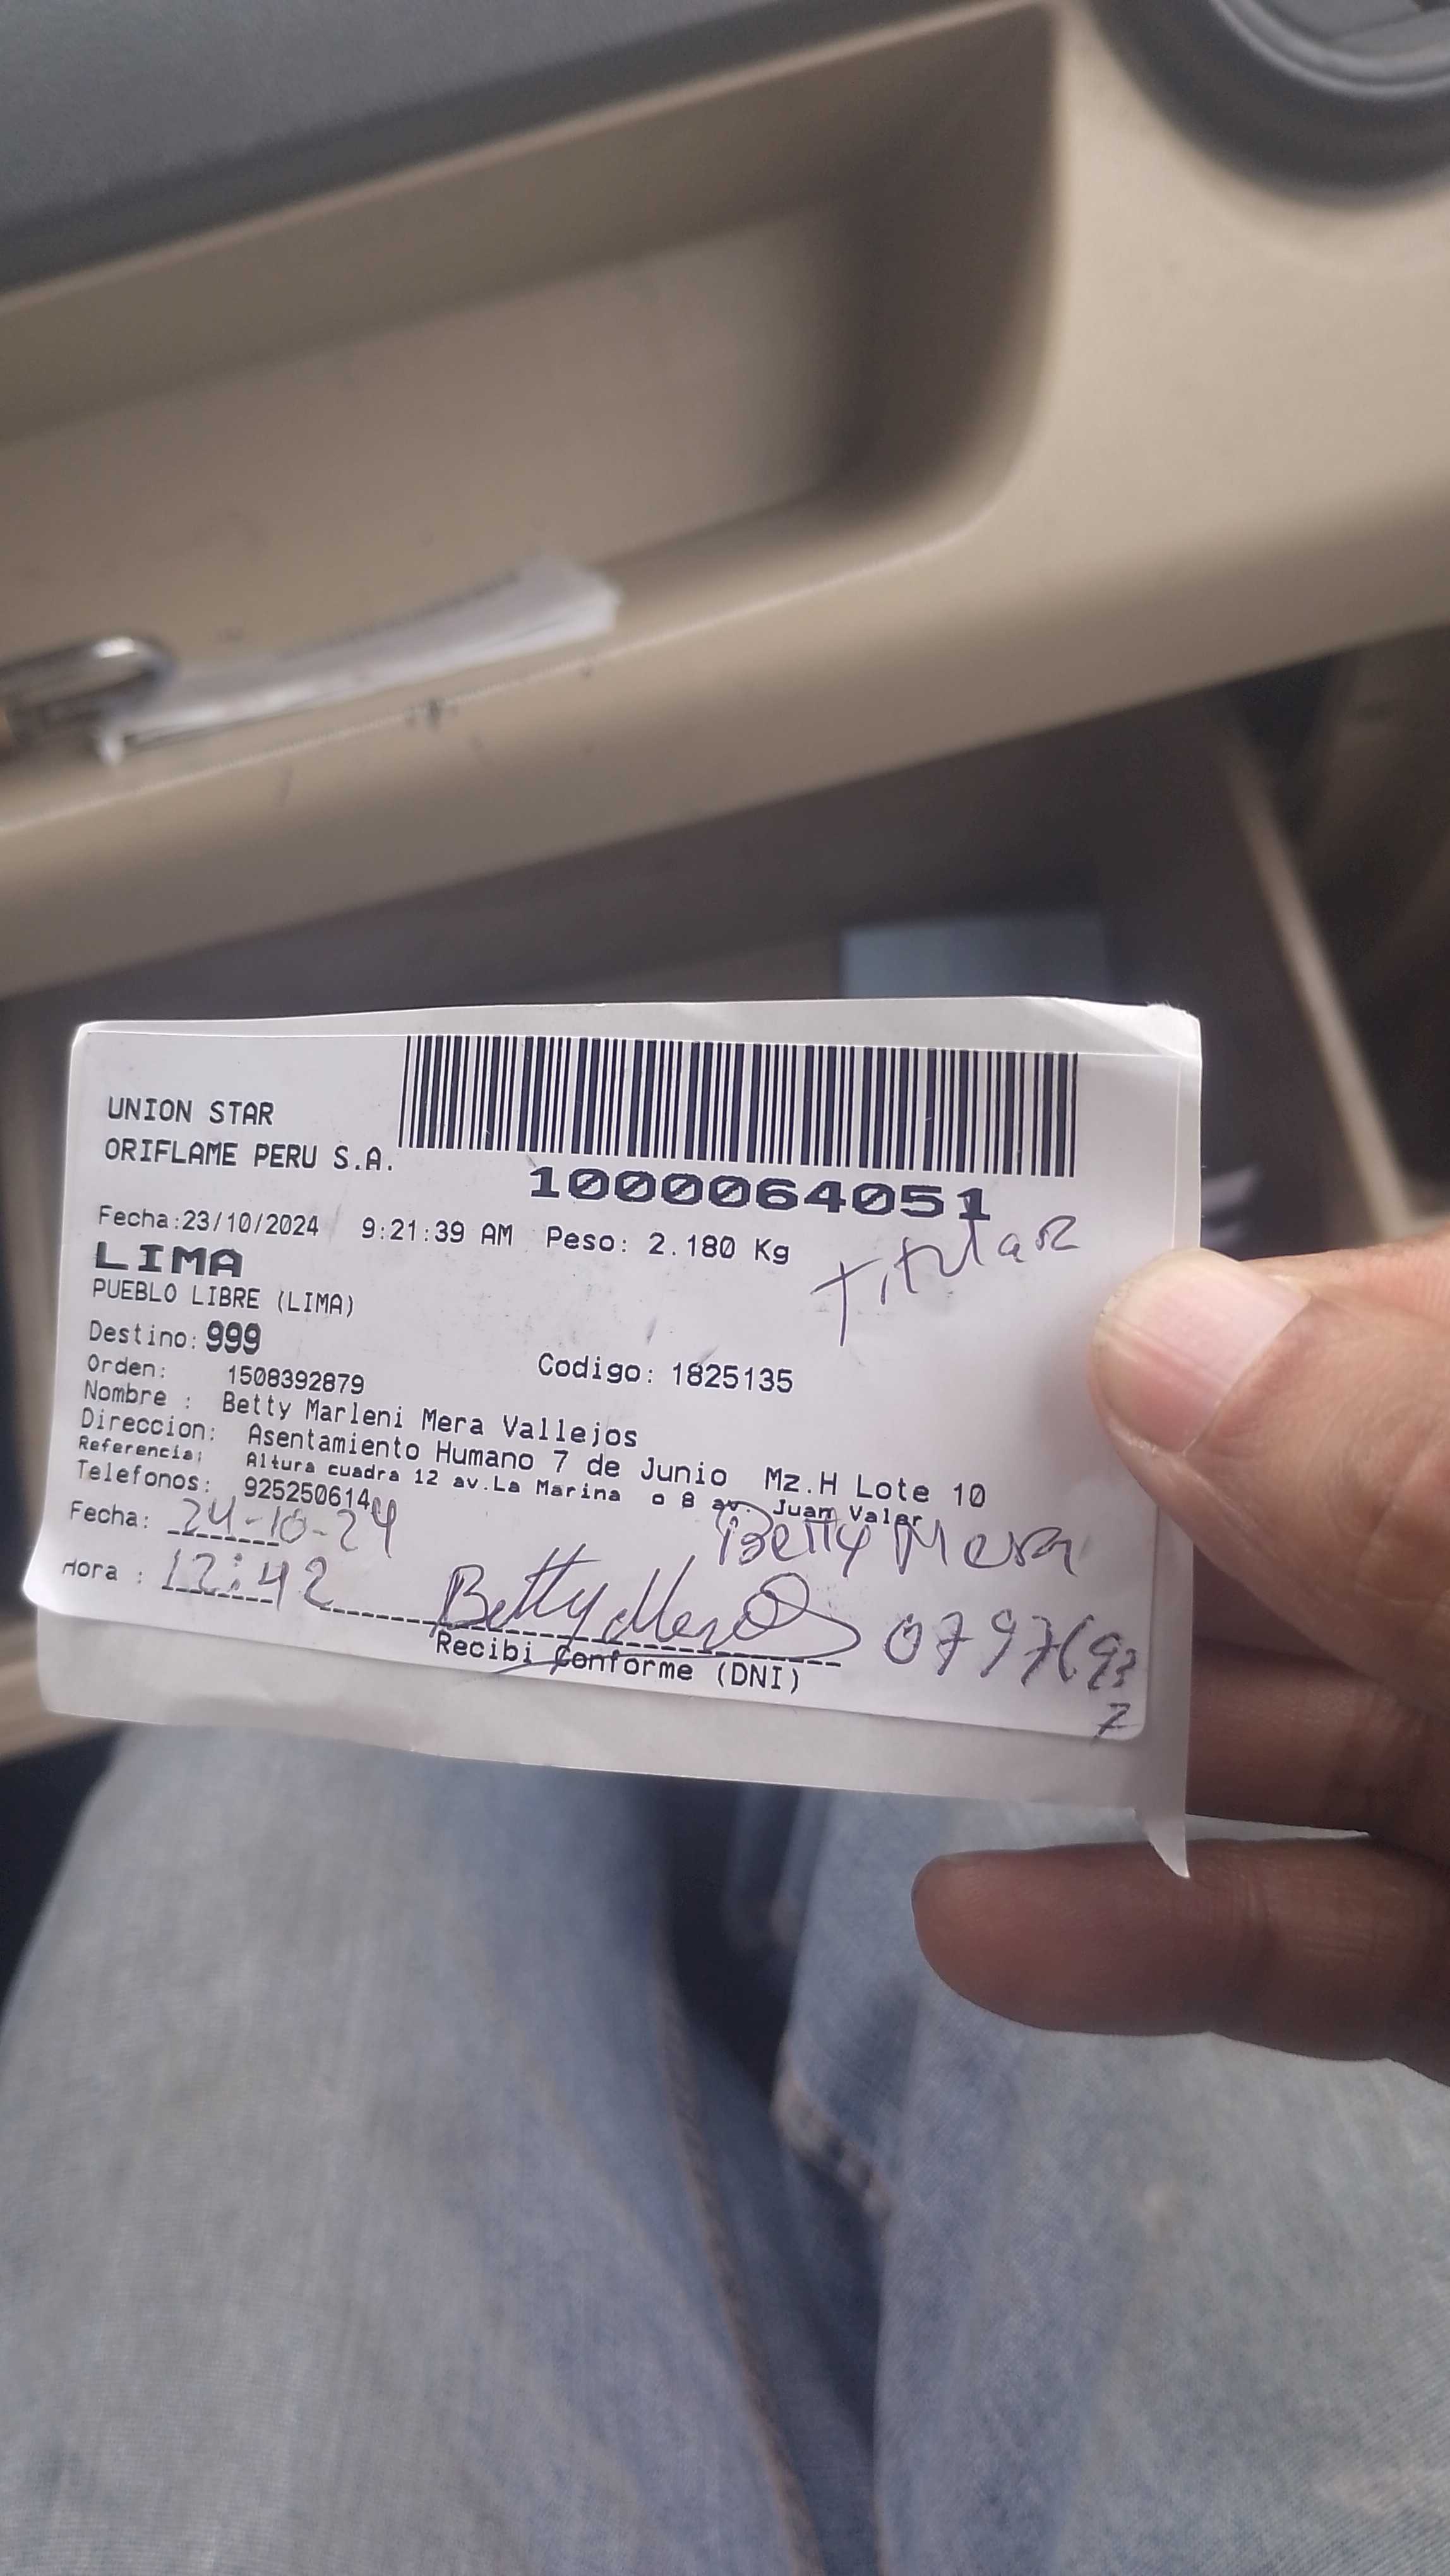 UNION STAR
ORIFLAME PERU S.A.
1000064051
Fecha:23/10/2024 9:21:39 AM Peso: 2.180 Kg
Titular
LIMA
PUEBLO LIBRE (LIMA)
Destino: 999
Codigo: 1825135
Orden: 1508392879
Nombre : Betty Marleni Mera Vallejos
Direccion: Asentamiento Humano 7 de Junio Mz.H Lote 10
Referencia: Altura cuadra 12 av.La Marina o 8 av. Juan Valer
Telefonos: 925250614
Fecha: 24-10-24
Betty Mera
Hora : 12:42
Betty Mera
Recibi Conforme (DNI)